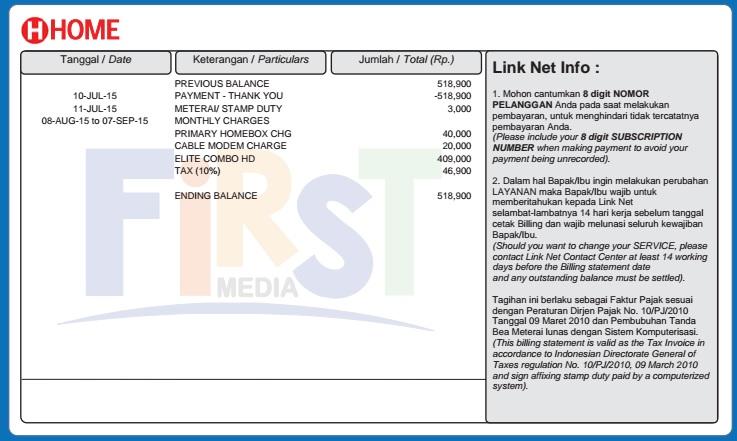 HHOME
Tanggal / Date Keterangan / Particulars Jumlah / Total (Rp.)
PREVIOUS BALANCE 518,900
10-JUL-15 PAYMENT - THANK YOU -518,900
11-JUL-15 METERAI/ STAMP DUTY 3,000
08-AUG-15 to 07-SEP-15 MONTHLY CHARGES
PRIMARY HOMEBOX CHG 40,000
CABLE MODEM CHARGE 20,000
ELITE COMBO HD 409,000
TAX (10%) 46,900
ENDING BALANCE 518,900
FiRST
MEDIA
Link Net Info :
1. Mohon cantumkan 8 digit NOMOR
PELANGGAN Anda pada saat melakukan
pembayaran, untuk menghindari tidak tercatatnya
pembayaran Anda.
(Please include your 8 digit SUBSCRIPTION
NUMBER when making payment to avoid your
payment being unrecored).
2. Dalam hal Bapak/Ibu ingin melakukan perubahan
LAYANAN maka Bapak/Ibu wajib untuk
memberitahukan kepada Link Net
selambat-lambatnya 14 hari kerja sebelum tanggal
cetak Billing dan wajib melunasi seluruh kewajiban
Bapak/Ibu.
(Should you want to change your SERVICE, please
contact Link Net Contact Center at least 14 working
days before the Billing statement date
and any outstanding balance must be settled).
Tagihan ini berlaku sebagai Faktur Pajak sesuai
dengan Peraturan Dirjen Pajak No. 10/PJ/2010
Tanggal 09 Maret 2010 dan Pembubuhan Tanda
Bea Meterai lunas dengan Sistem Komputerisasi.
(This billing statement is valid as the Tax Invoice in
accordance to Indonesian Directorate General of
Taxes regulation No. 10/PJ/2010, 09 March 2010
and sign affixing stamp duty paid by a computerized
system).